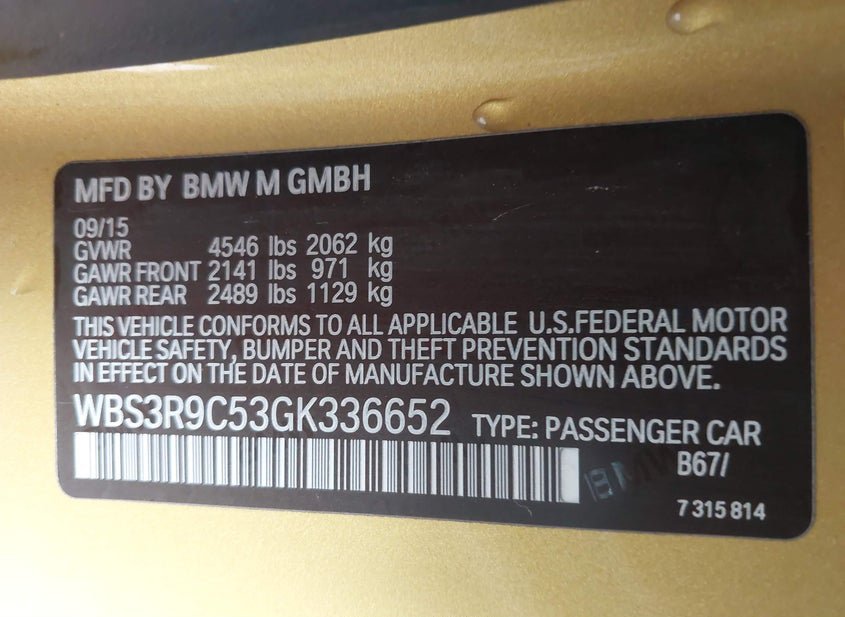 MFD BY BMW M GMBH
09/15
GVWR 4546 lbs 2062 kg
GAWR FRONT 2141 lbs 971 kg
GAWR REAR 2489 lbs 1129 kg
THIS VEHICLE CONFORMS TO ALL APPLICABLE U.S.FEDERAL MOTOR
VEHICLE SAFETY, BUMPER AND THEFT PREVENTION STANDARDS
IN EFFECT ON THE DATE OF MANUFACTURE SHOWN ABOVE.
WBS3R9C53GK336652 TYPE: PASSENGER CAR
B67/
BMW
7 315 814